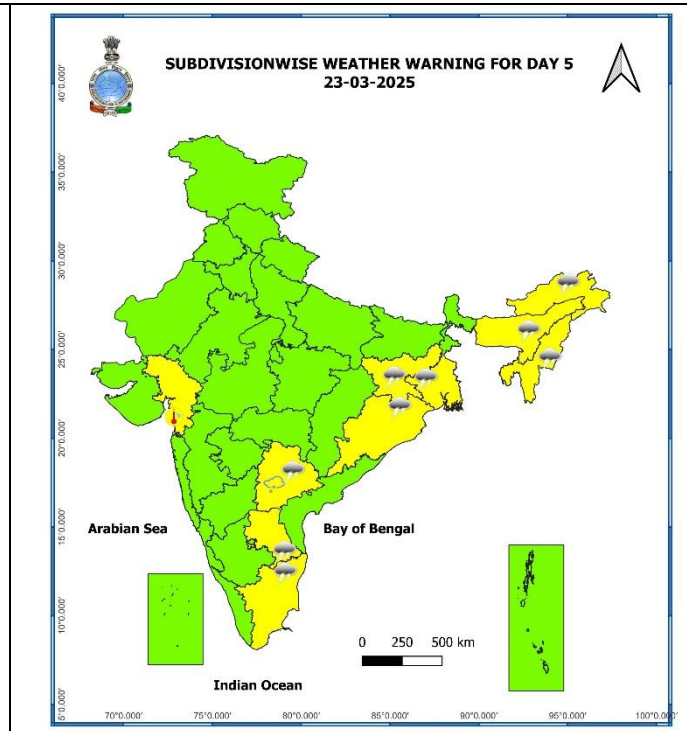 SUBDIVISIONWISE WEATHER WARNING FOR DAY 5
23-03-2025
40°0.000'
35°0.000'
30°0.000'
25°0.000'
20°0.000'
15°0.000'
10°0.000'
5°0.000'
Arabian Sea
Bay of Bengal
0 250 500 km
Indian Ocean
70°0.000' 75°0.000' 80°0.000' 85°0.000' 90°0.000' 95°0.000' 100°0.000'